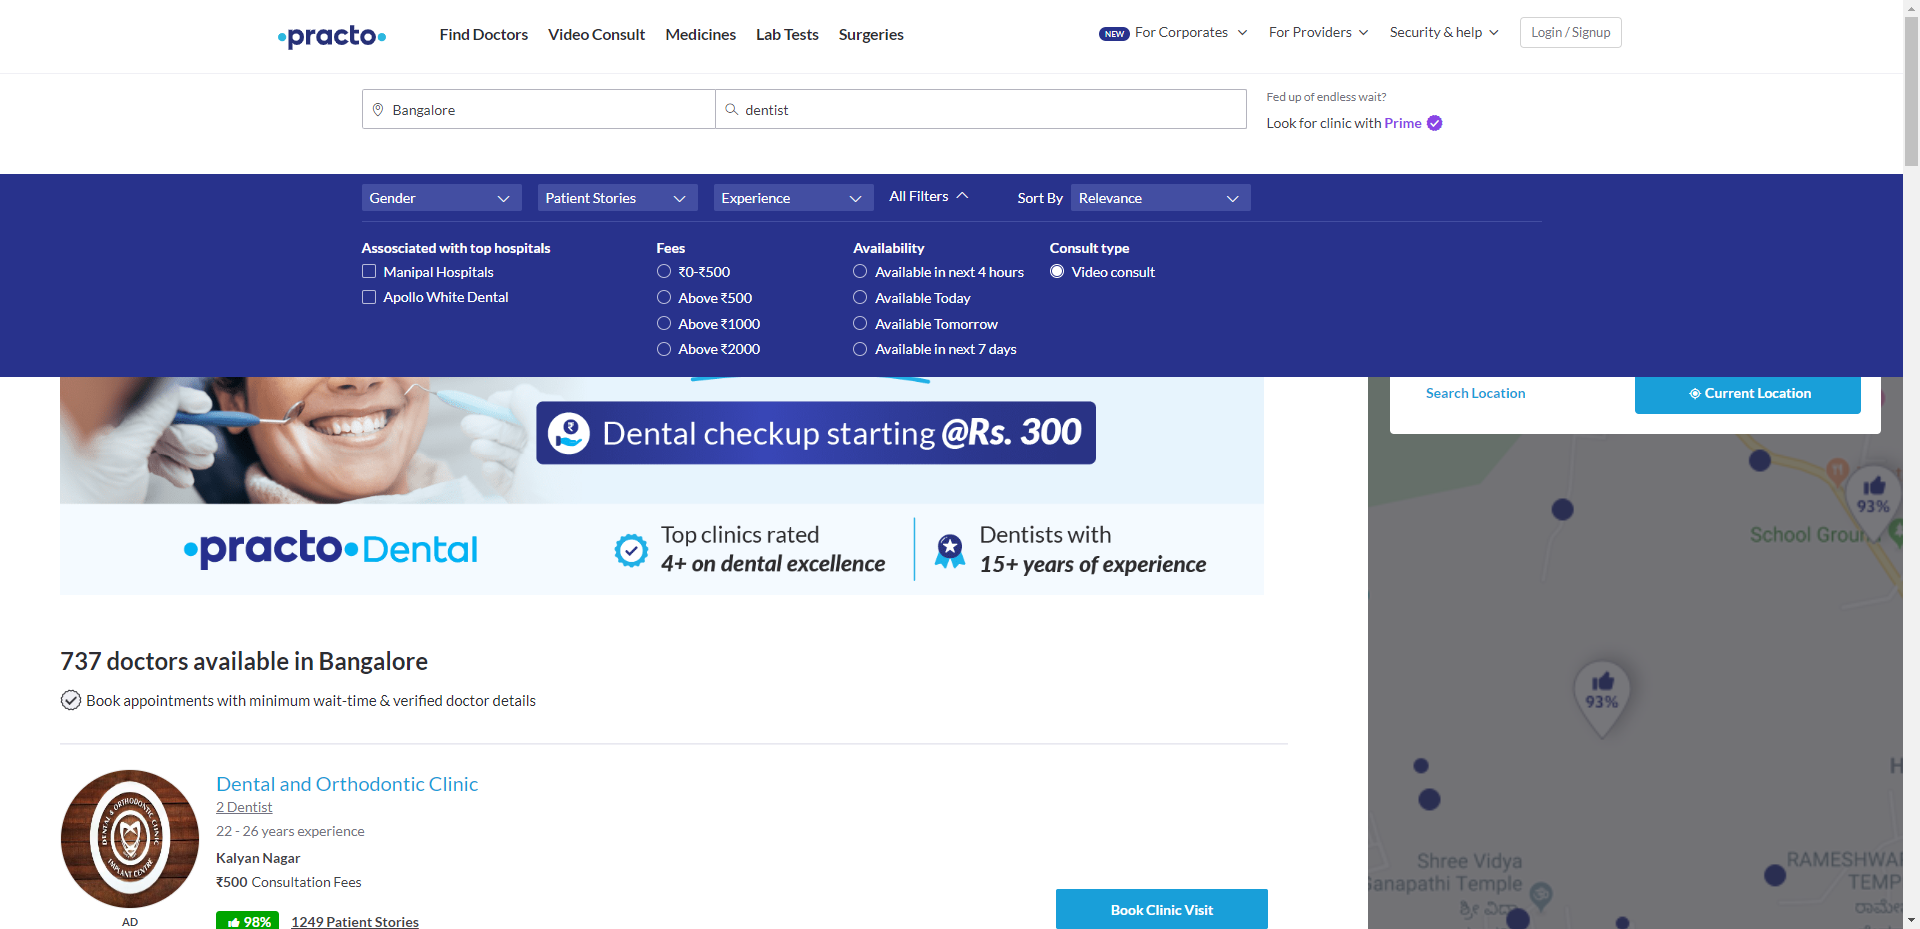 practo
Find Doctors
Video Consult
Medicines
Lab Tests
Surgeries
NEW For Corporates
For Providers
Security & help
Login / Signup
Bangalore
dentist
Fed up of endless wait?
Look for clinic with Prime
Gender
Patient Stories
Experience
All Filters
Sort By
Relevance
Assosciated with top hospitals
Manipal Hospitals
Apollo White Dental
Fees
₹0-₹500
Above ₹500
Above ₹1000
Above ₹2000
Availability
Available in next 4 hours
Available Today
Available Tomorrow
Available in next 7 days
Consult type
Video consult
Dental checkup starting @Rs. 300
practo Dental
Top clinics rated
4+ on dental excellence
Dentists with
15+ years of experience
Search Location
Current Location
93%
93%
School
Shree Vidya
Ganapathi Temple
737 doctors available in Bangalore
Book appointments with minimum wait-time & verified doctor details
DENTAL & ORTHODONTIC CLINIC
IMPLANT CENTRE
AD
Dental and Orthodontic Clinic
2 Dentist
22 - 26 years experience
Kalyan Nagar
₹500 Consultation Fees
98%
1249 Patient Stories
Book Clinic Visit